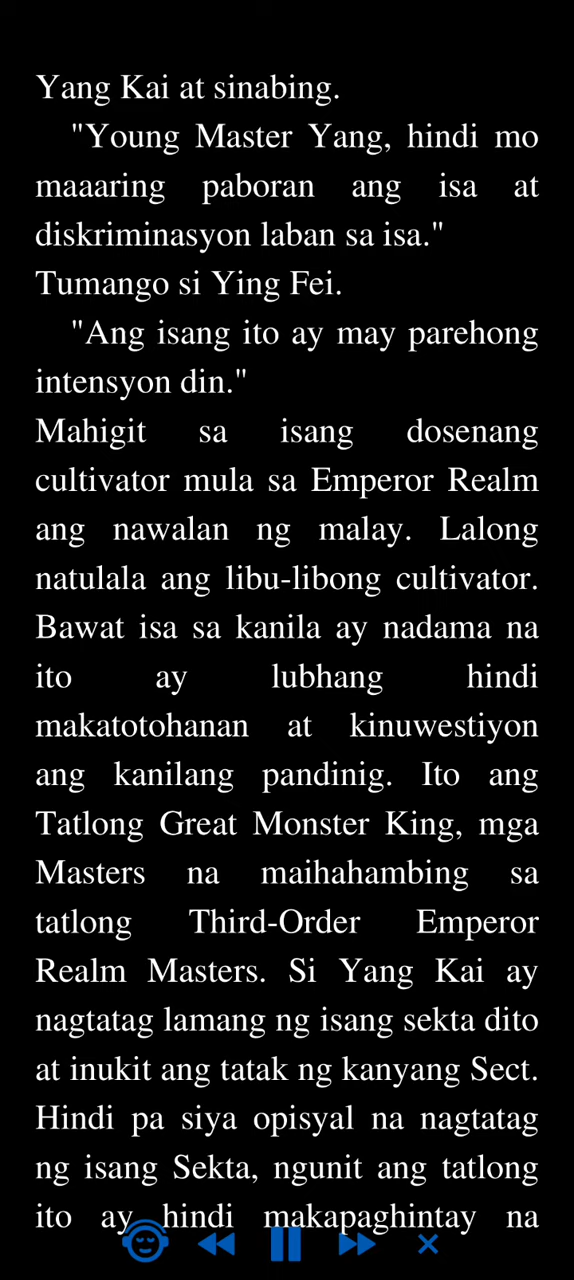 Yang Kai at sinabing.
"Young Master Yang, hindi mo
maaaring paboran ang isa at
diskriminasyon laban sa isa."
Tumango si Ying Fei.
"Ang isang ito ay may parehong
intensyon din."
Mahigit sa isang dosenang
cultivator mula sa Emperor Realm
ang nawalan ng malay. Lalong
natulala ang libu-libong cultivator.
Bawat isa sa kanila ay nadama na
ito ay lubhang hindi
makatotohanan at kinuwestiyon
ang kanilang pandinig. Ito ang
Tatlong Great Monster King, mga
Masters na maihahambing sa
tatlong Third-Order Emperor
Realm Masters. Si Yang Kai ay
nagtatag lamang ng isang sekta dito
at inukit ang tatak ng kanyang Sect.
Hindi pa siya opisyal na nagtatag
ng isang Sekta, ngunit ang tatlong
ito ay hindi makapaghintay na